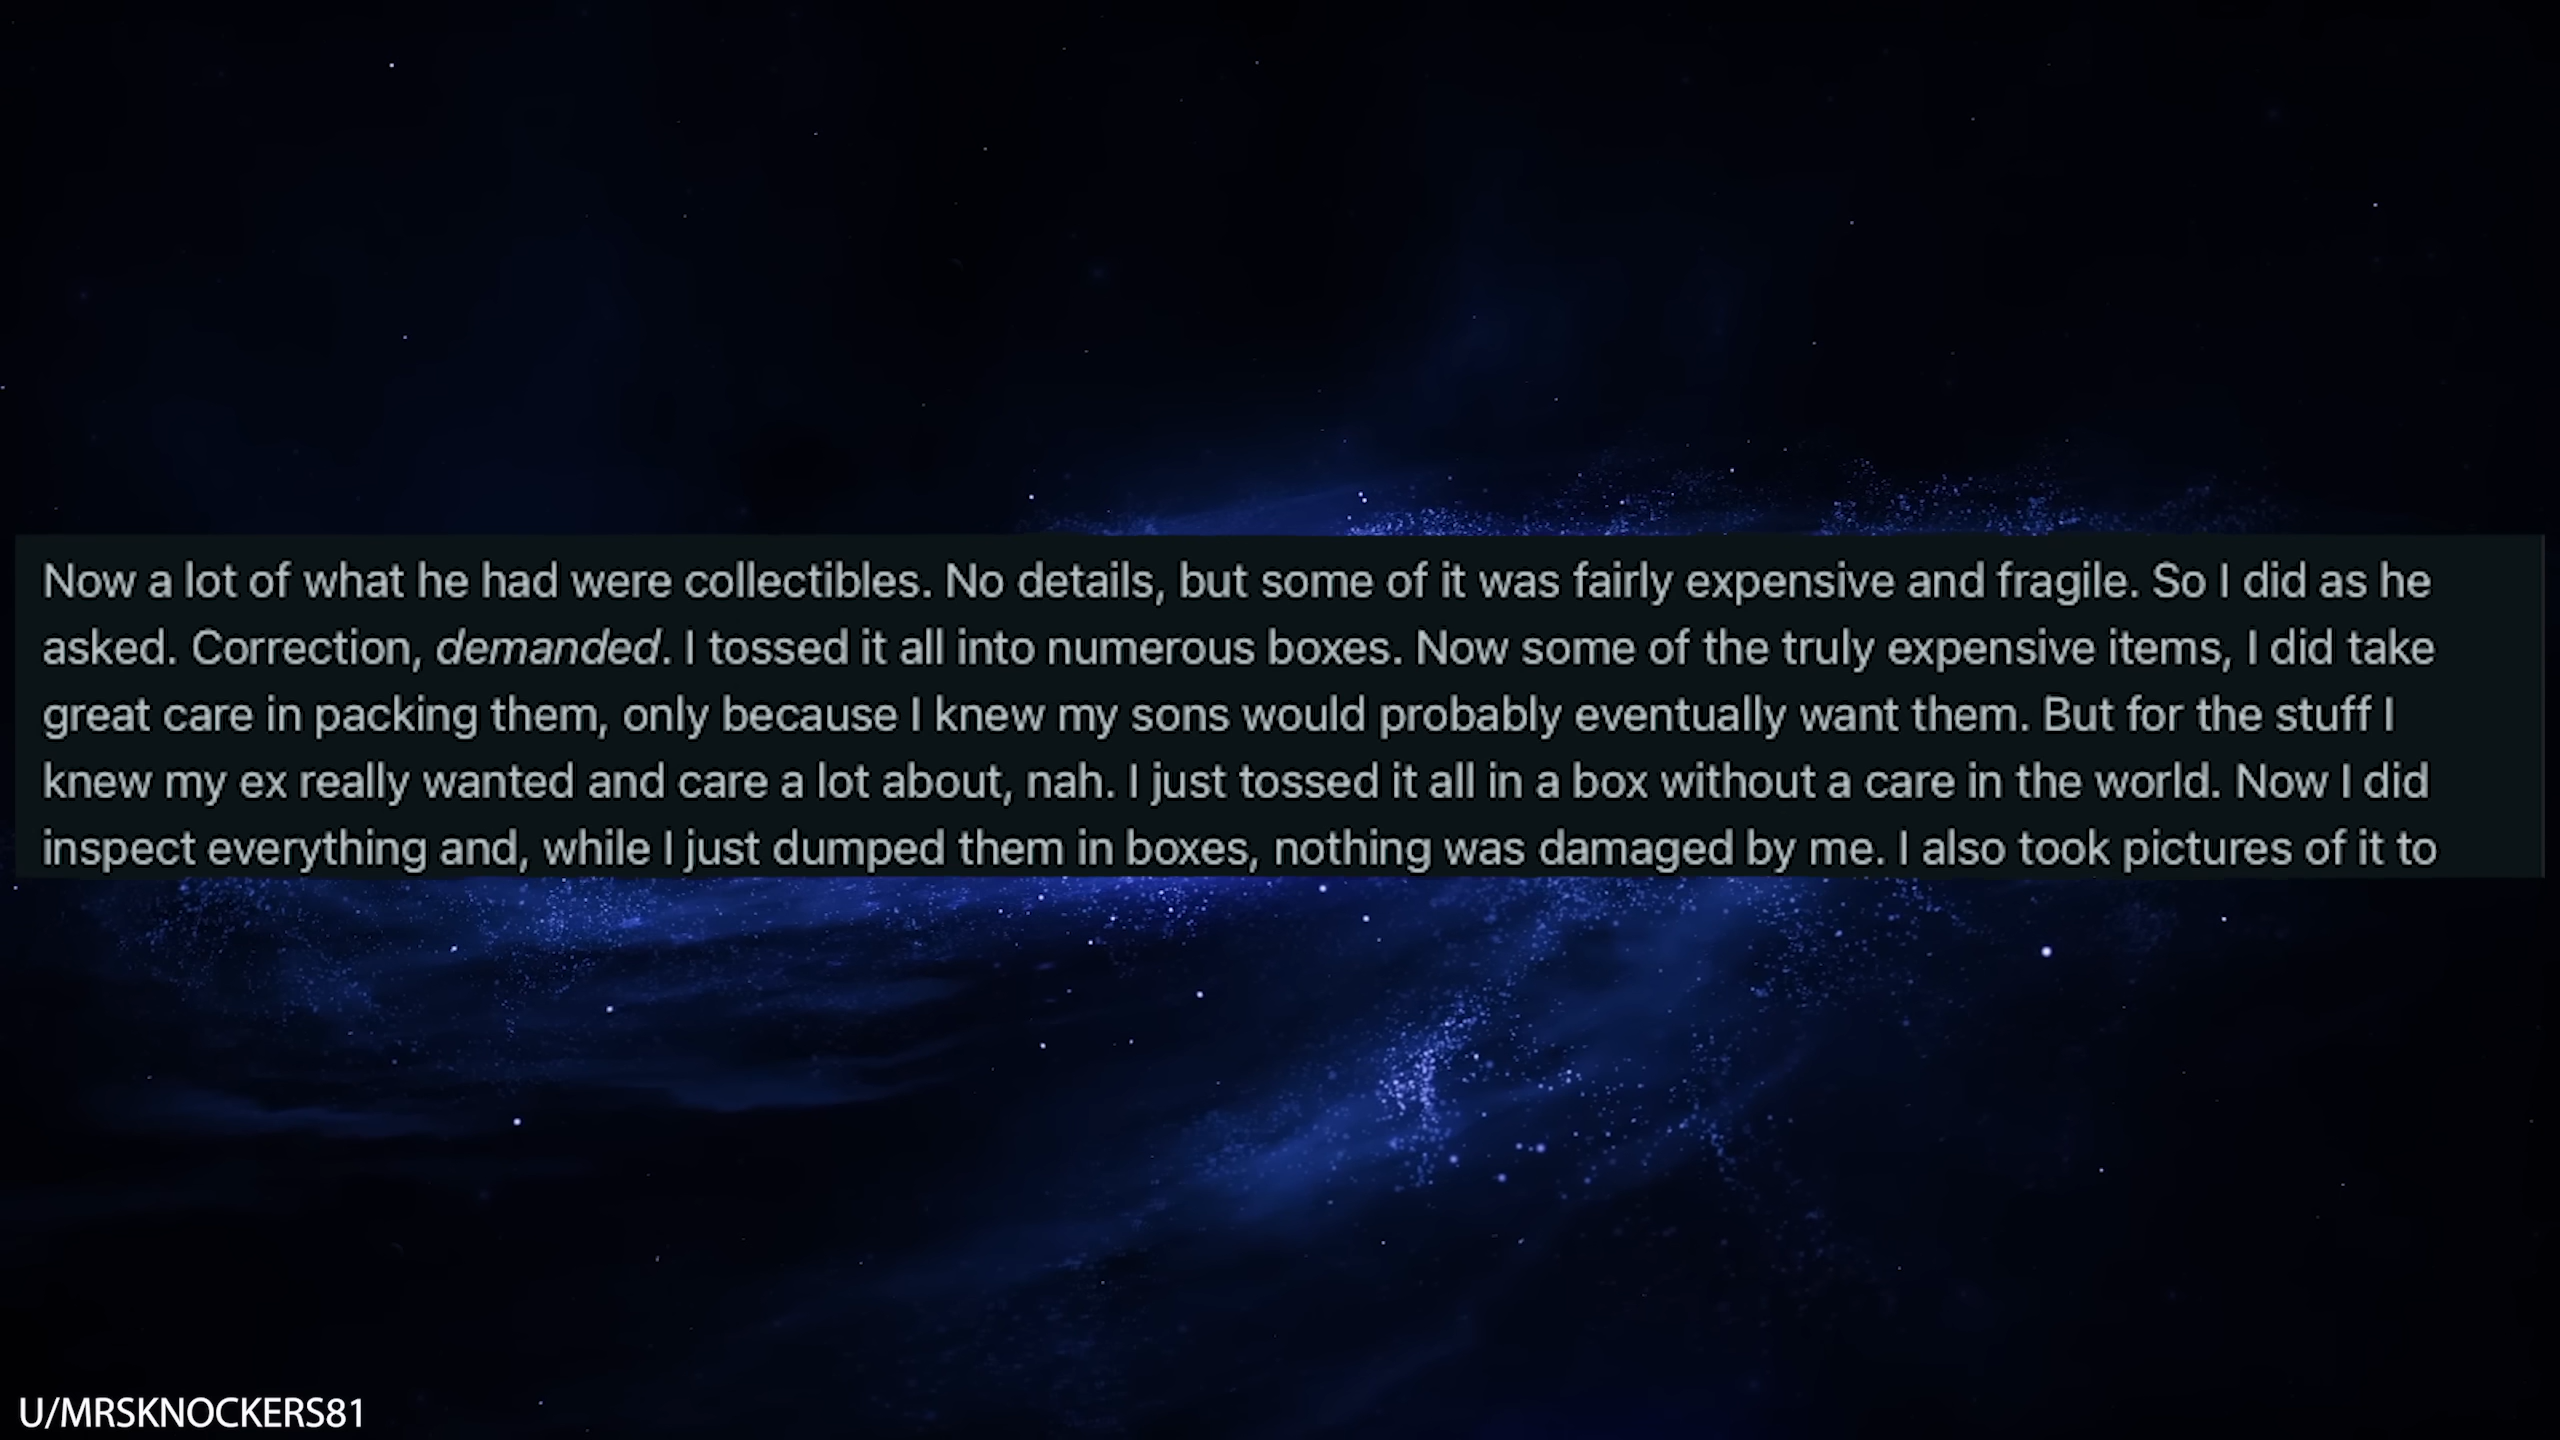 Now a lot of what he had were collectibles. No details, but some of it was fairly expensive and fragile. So I did as he
asked. Correction, demanded. I tossed it all into numerous boxes. Now some of the truly expensive items, I did take
great care in packing them, only because I knew my sons would probably eventually want them. But for the stuff I
knew my ex really wanted and care a lot about, nah. I just tossed it all in a box without a care in the world. Now I did
inspect everything and, while I just dumped them in boxes, nothing was damaged by me. I also took pictures of it to
U/MRSKNOCKERS81